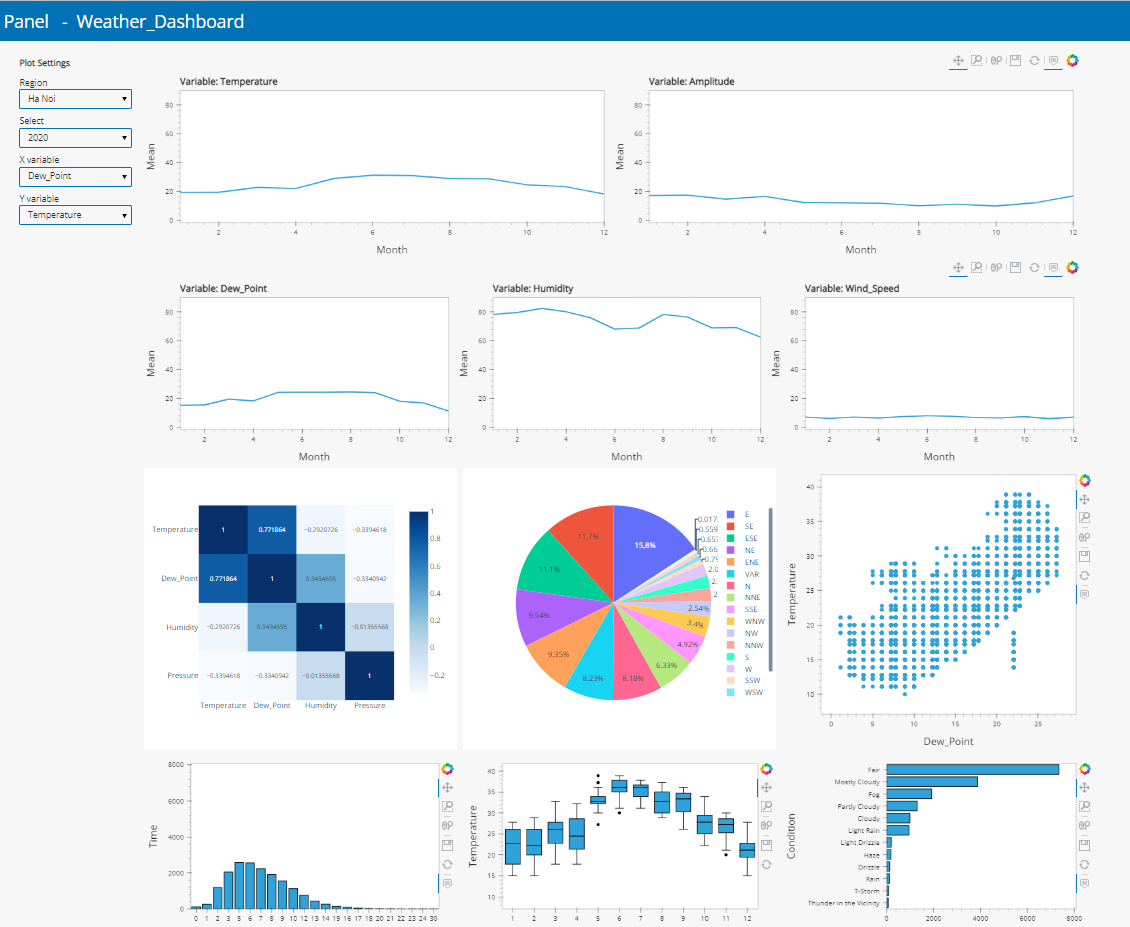 Panel - Weather_Dashboard
Plot Settings
Region
Ha Noi
Select
2020
X variable
Dew_Point
Y variable
Temperature
Variable: Temperature
Mean
80
60
40
20
0
2 4 6 8 10 12
Month
Variable: Amplitude
Mean
80
60
40
20
0
2 4 6 8 10 12
Month
Variable: Dew_Point
Mean
80
60
40
20
0
2 4 6 8 10 12
Month
Variable: Humidity
Mean
80
60
40
20
0
2 4 6 8 10 12
Month
Variable: Wind_Speed
Mean
80
60
40
20
0
2 4 6 8 10 12
Month
Temperature 1 0.771864 −0.2920726 −0.3394618
Dew_Point 0.771864 1 0.3434695 −0.3340942
Humidity −0.2920726 0.3434695 1 −0.01355568
Pressure −0.3394618 −0.3340942 −0.01355568 1
Temperature Dew_Point Humidity Pressure
1
0.8
0.6
0.4
0.2
0
−0.2
15.8%
11.7%
11.1%
9.54%
9.35%
8.23%
8.18%
6.33%
4.92%
3.4%
2.54%
2
2.
2.0
0.79
0.66
0.657
0.559
0.017
E
SE
ESE
NE
ENE
VAR
N
NNE
SSE
WNW
NW
NNW
S
W
SSW
WSW
Temperature
40
35
30
25
20
15
10
0 5 10 15 20 25
Dew_Point
Time
8000
6000
4000
2000
0
0 1 2 3 5 6 7 8 9 10 12 13 14 15 16 17 18 20 21 22 23 24 30
Temperature
40
35
30
25
20
15
10
1 2 3 4 5 6 7 8 9 10 11 12
Condition
Fair
Mostly Cloudy
Fog
Partly Cloudy
Cloudy
Light Rain
Light Drizzle
Haze
Drizzle
Rain
T-Storm
Thunder in the Vicinity
0 2000 4000 6000 8000